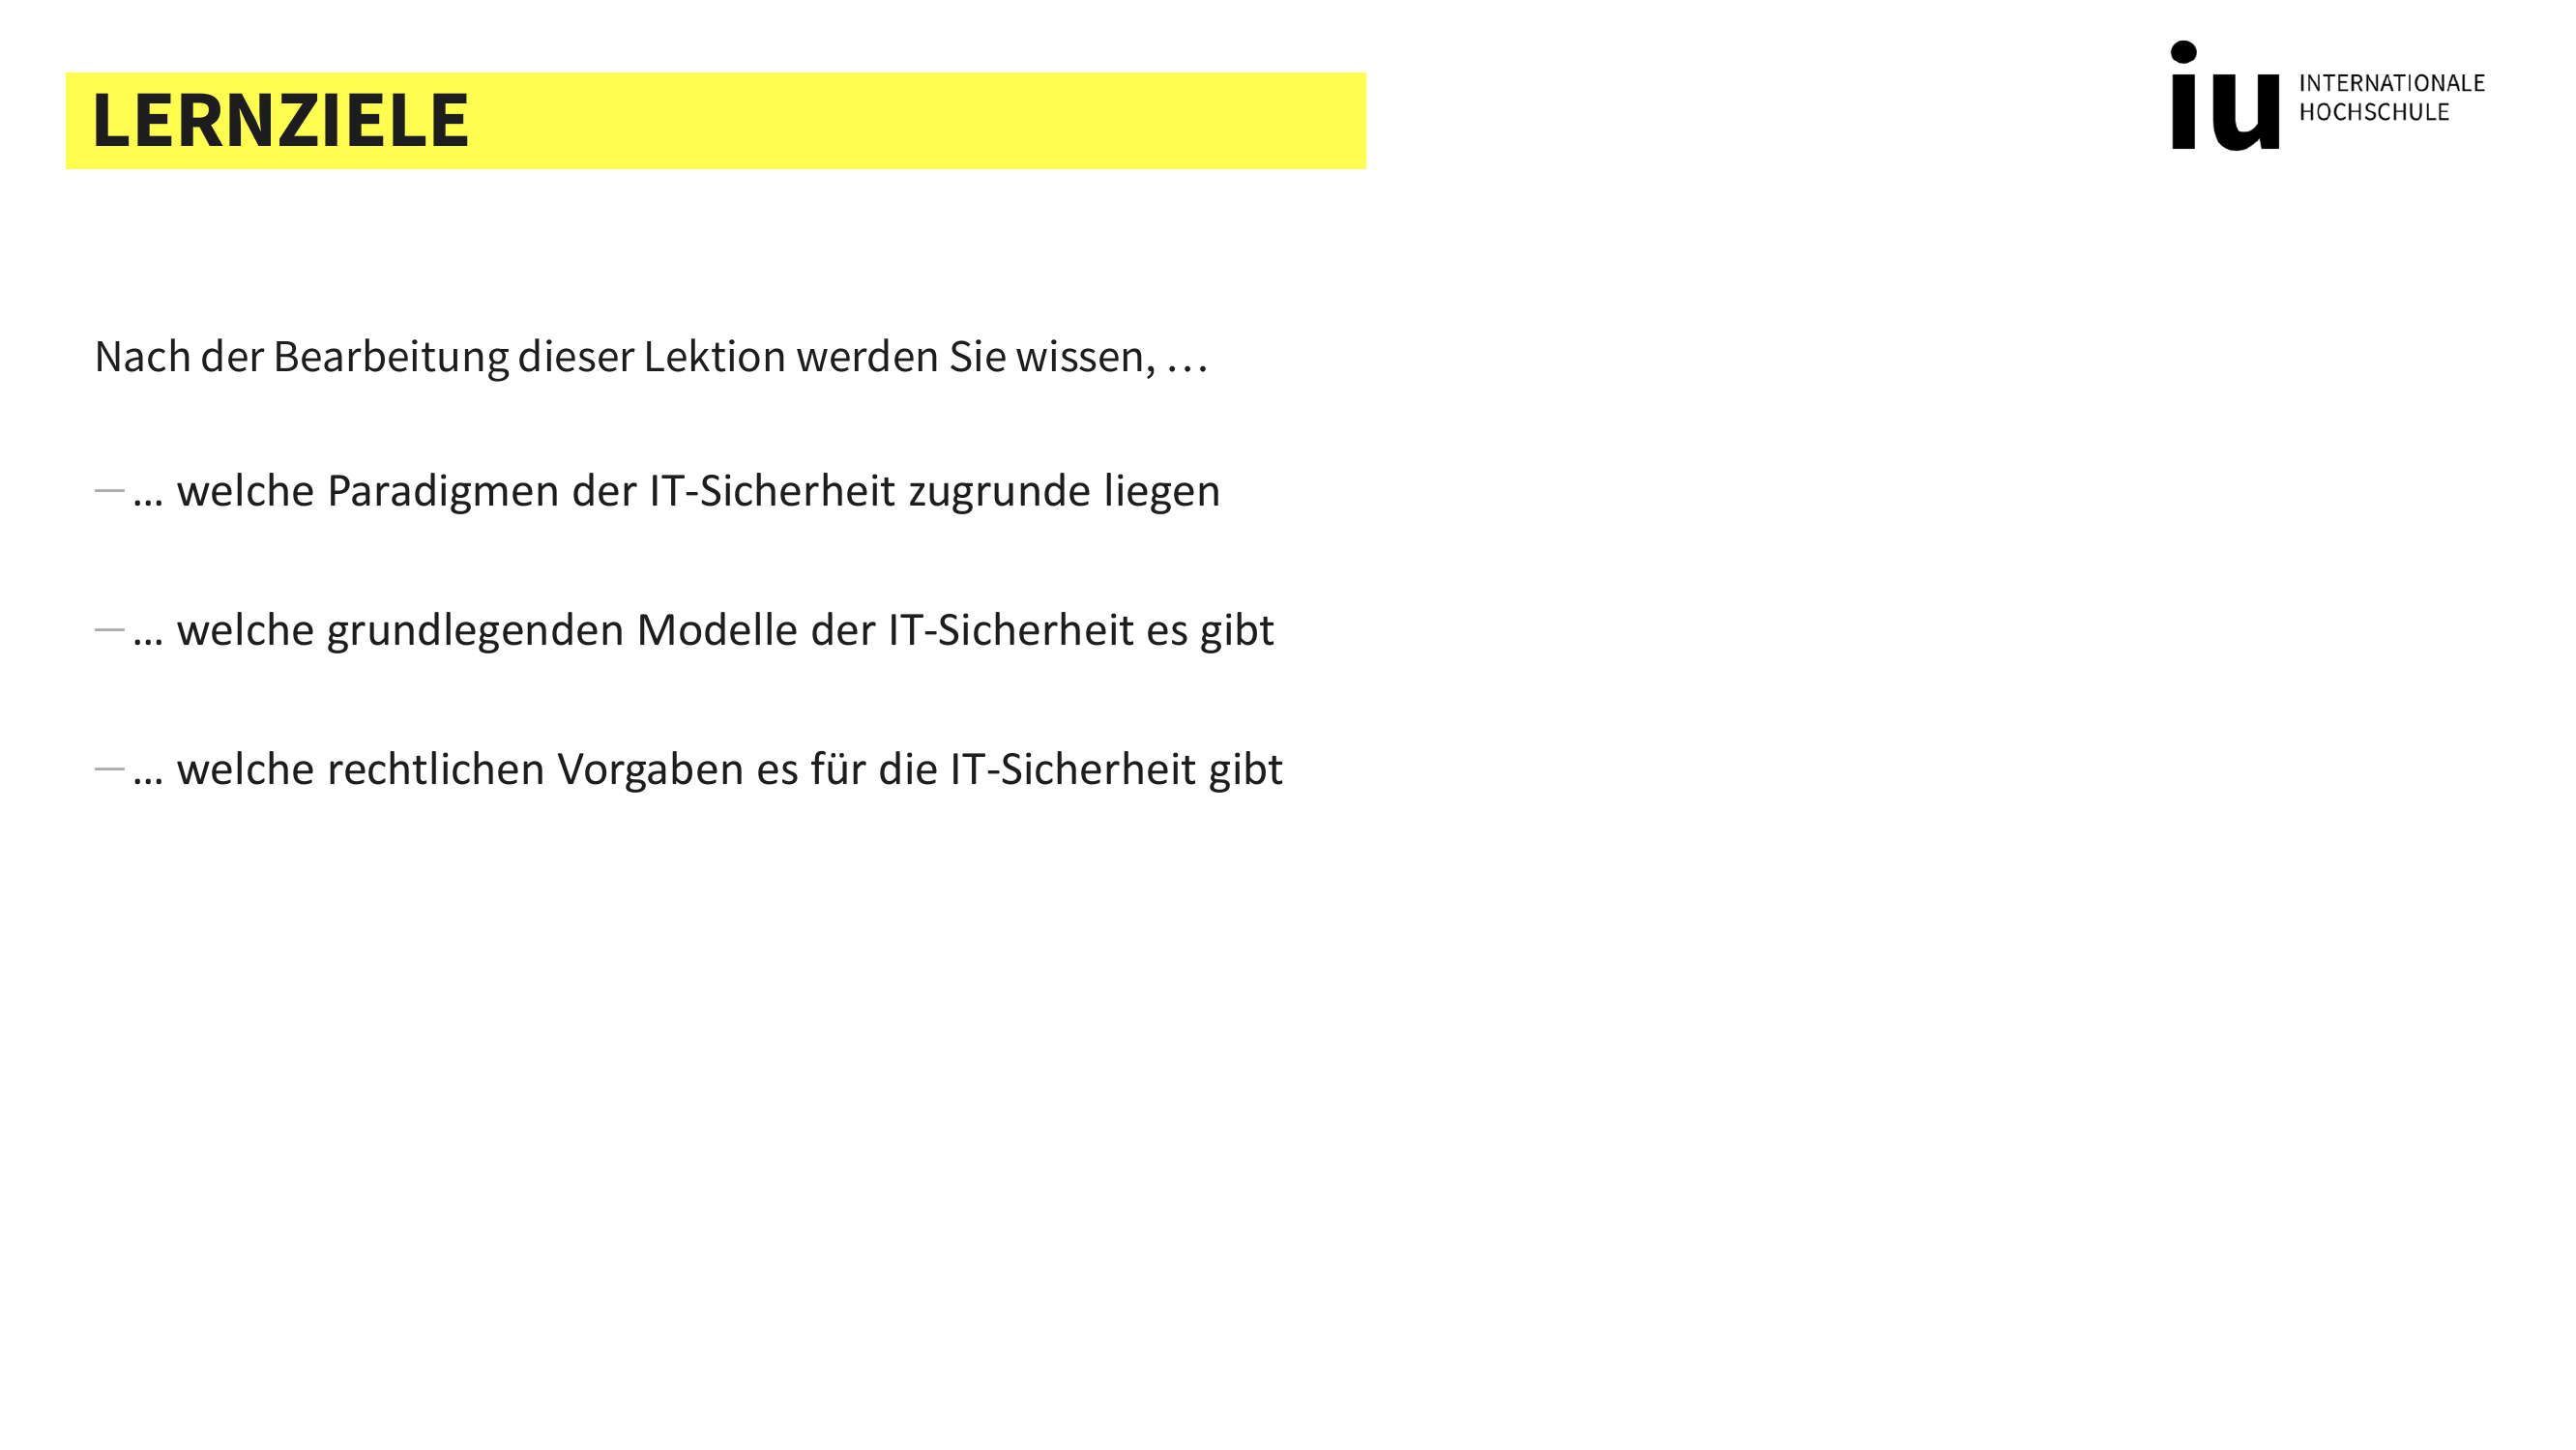 LERNZIELE
iu INTERNATIONALE
HOCHSCHULE
Nach der Bearbeitung dieser Lektion werden Sie wissen, …
— … welche Paradigmen der IT-Sicherheit zugrunde liegen
— … welche grundlegenden Modelle der IT-Sicherheit es gibt
— … welche rechtlichen Vorgaben es für die IT-Sicherheit gibt